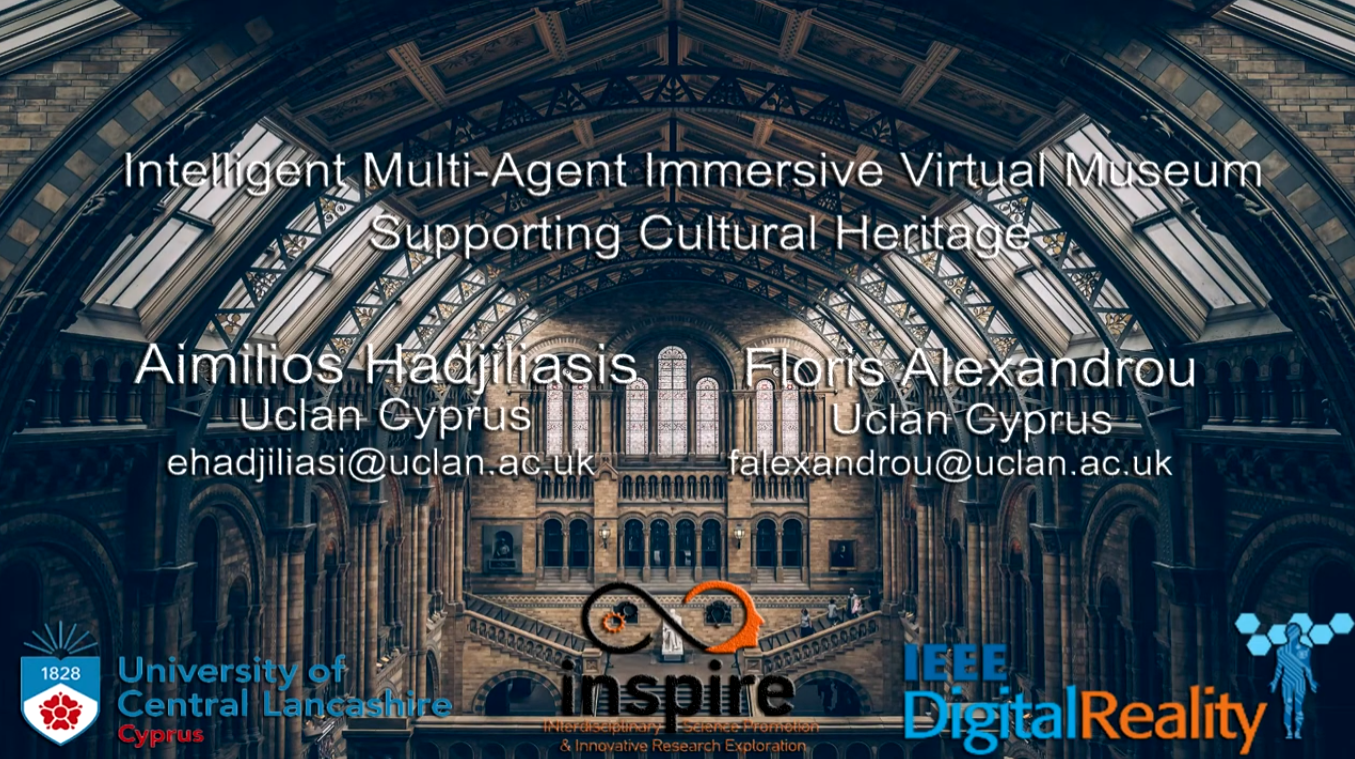 Intelligent Multi-Agent Immersive Virtual Museum
Supporting Cultural Heritage
Aimilios Hadjiliasis
Uclan Cyprus
ehadjiliasi@uclan.ac.uk
Floris Alexandrou
Uclan Cyprus
falexandrou@uclan.ac.uk
1828
University of
Central Lancashire
Cyprus
inspire
INterdisciplinary Science Promotion
& Innovative Research Exploration
IEEE
DigitalReality